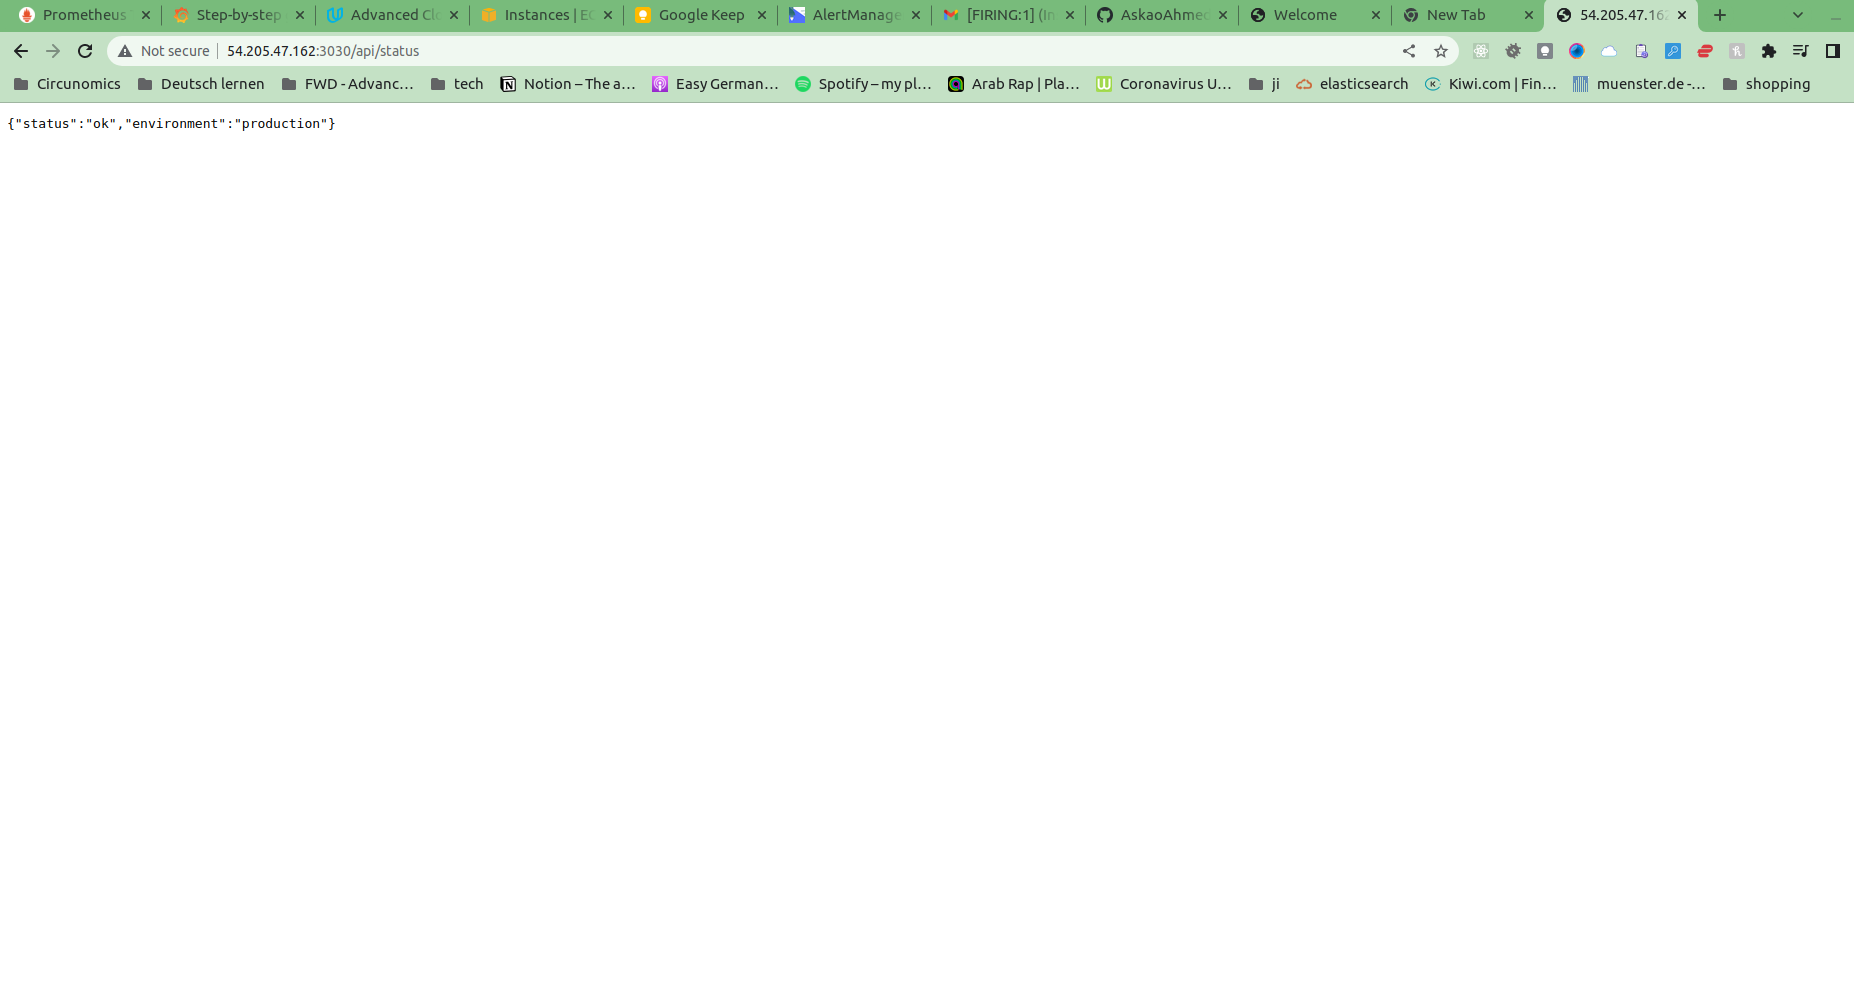 Prometheus Step-by-step Advanced Clo Instances | EC Google Keep AlertManage [FIRING:1] (In AskaoAhmed Welcome New Tab 54.205.47.162
Not secure 54.205.47.162:3030/api/status
Circunomics Deutsch lernen FWD - Advanc… tech Notion – The a… Easy German… Spotify – my pl… Arab Rap | Pla… Coronavirus U… ji elasticsearch Kiwi.com | Fin… muenster.de -… shopping
{"status":"ok","environment":"production"}